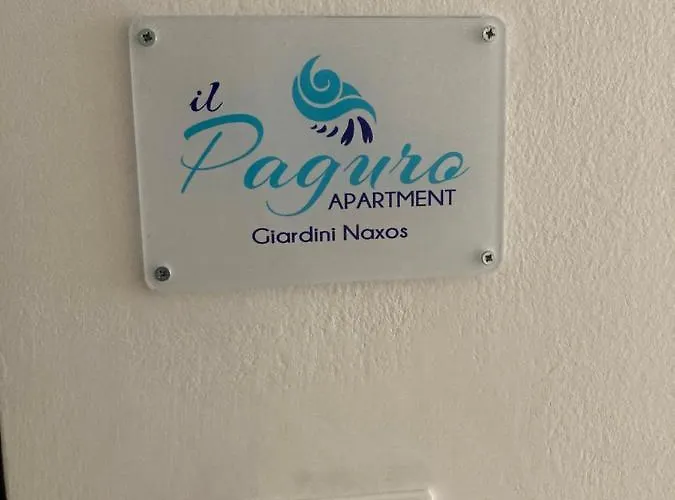 il
Paguro
APARTMENT
Giardini Naxos